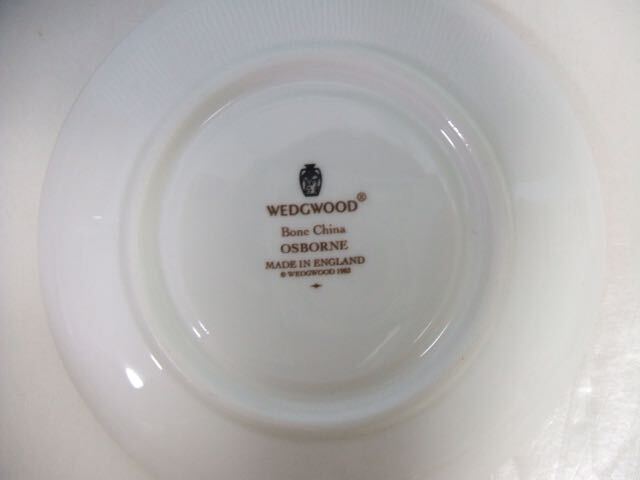 WEDGWOOD®
Bone China
OSBORNE
MADE IN ENGLAND
© WEDGWOOD